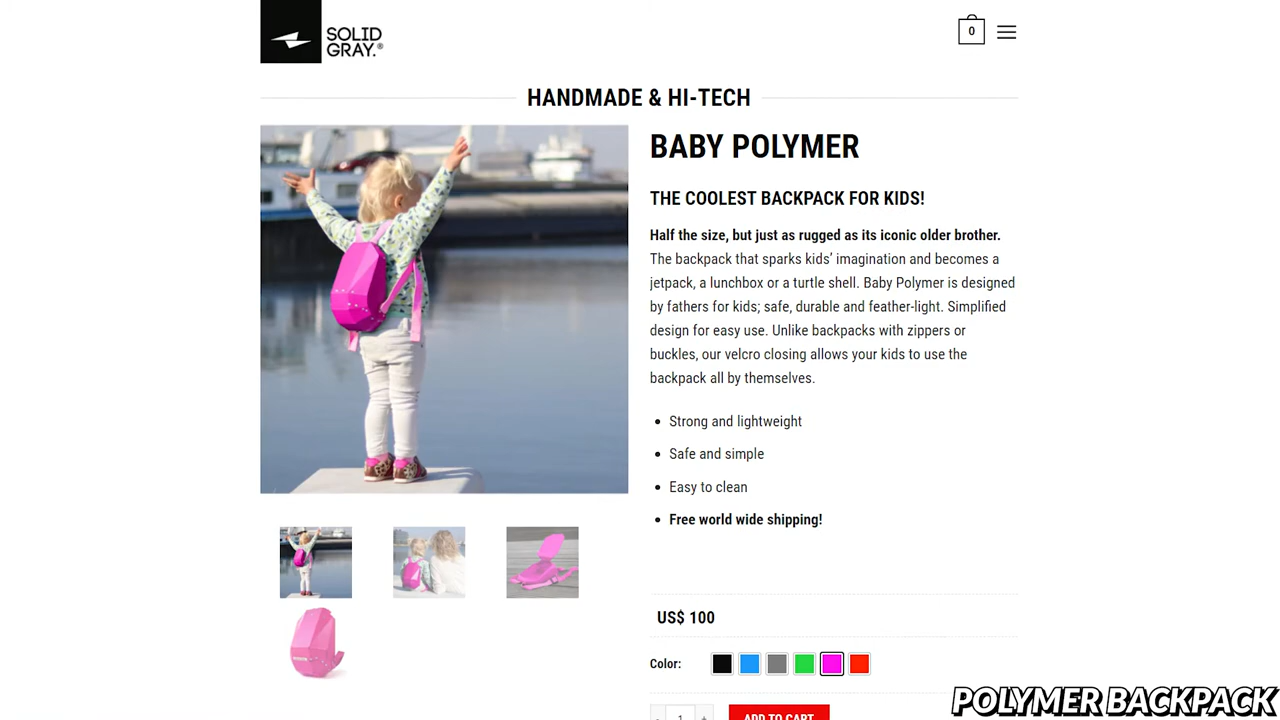 SOLID
GRAY.®
0
HANDMADE & HI-TECH
BABY POLYMER
THE COOLEST BACKPACK FOR KIDS!
Half the size, but just as rugged as its iconic older brother.
The backpack that sparks kids’ imagination and becomes a
jetpack, a lunchbox or a turtle shell. Baby Polymer is designed
by fathers for kids; safe, durable and feather-light. Simplified
design for easy use. Unlike backpacks with zippers or
buckles, our velcro closing allows your kids to use the
backpack all by themselves.
Strong and lightweight
Safe and simple
Easy to clean
Free world wide shipping!
US$ 100
Color:
- 1 + ADD TO CART
POLYMER BACKPACK